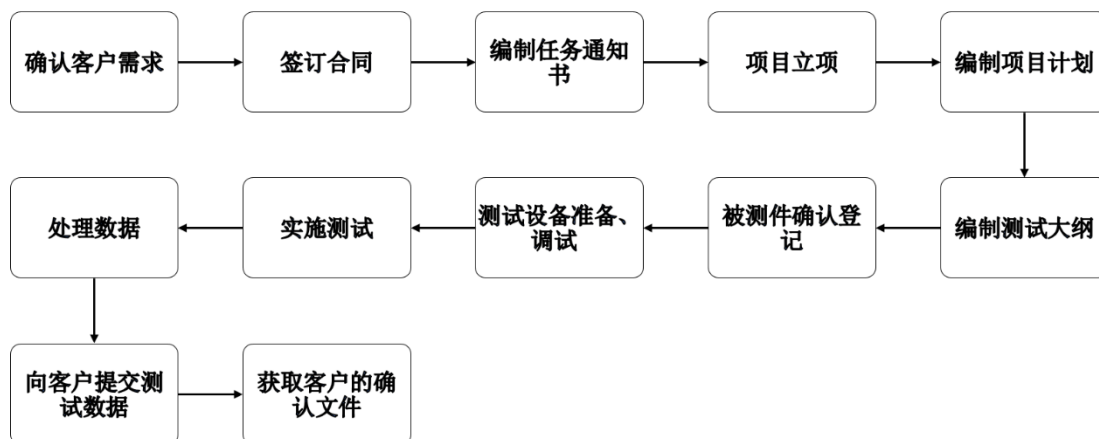 确认客户需求
签订合同
编制任务通知
书
项目立项
编制项目计划
编制测试大纲
被测件确认登
记
测试设备准备、
调试
实施测试
处理数据
向客户提交测
试数据
获取客户的确
认文件